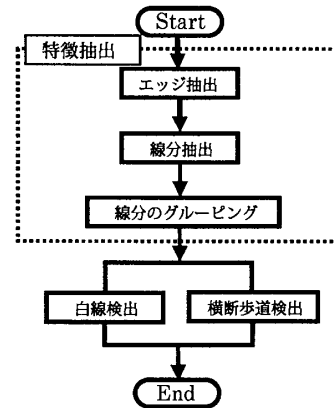 Start
特徴抽出
エッジ抽出
線分抽出
線分のグルーピング
白線検出
横断歩道検出
End